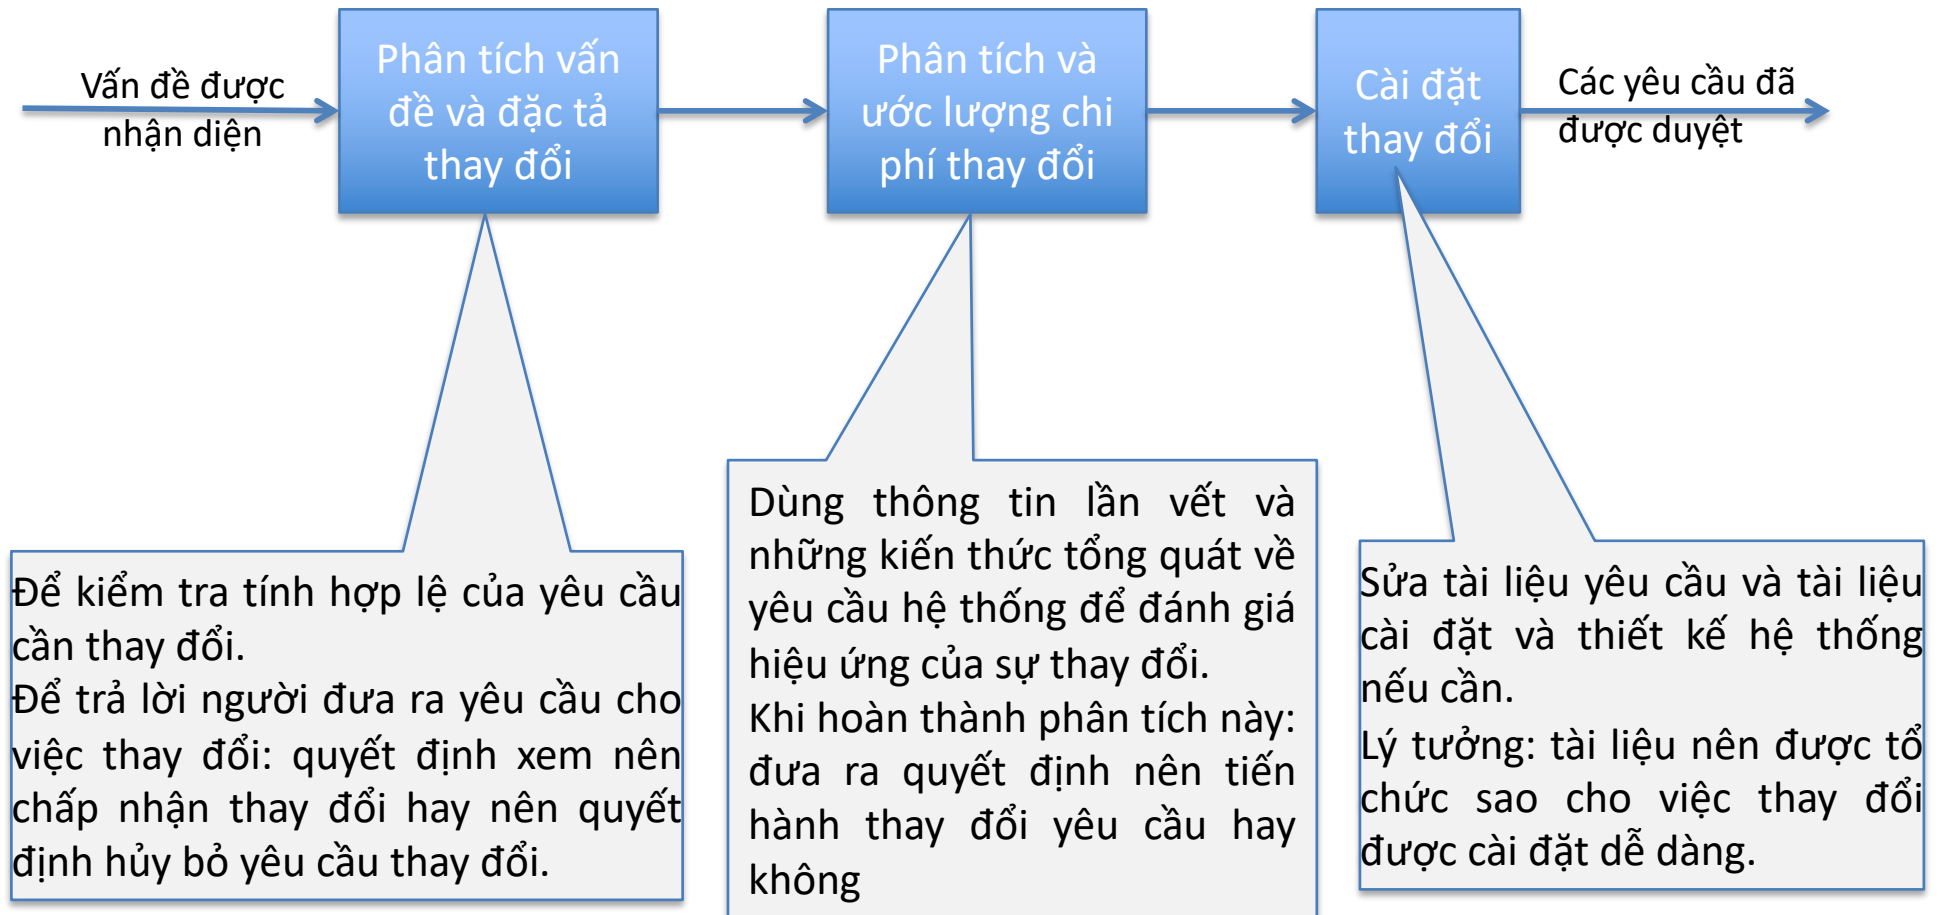 Vấn đề được
nhận diện
Phân tích vấn
đề và đặc tả
thay đổi
Phân tích và
ước lượng chi
phí thay đổi
Cài đặt
thay đổi
Các yêu cầu đã
được duyệt
Để kiểm tra tính hợp lệ của yêu cầu
cần thay đổi.
Để trả lời người đưa ra yêu cầu cho
việc thay đổi: quyết định xem nên
chấp nhận thay đổi hay nên quyết
định hủy bỏ yêu cầu thay đổi.
Dùng thông tin lần vết và
những kiến thức tổng quát về
yêu cầu hệ thống để đánh giá
hiệu ứng của sự thay đổi.
Khi hoàn thành phân tích này:
đưa ra quyết định nên tiến
hành thay đổi yêu cầu hay
không
Sửa tài liệu yêu cầu và tài liệu
cài đặt và thiết kế hệ thống
nếu cần.
Lý tưởng: tài liệu nên được tổ
chức sao cho việc thay đổi
được cài đặt dễ dàng.